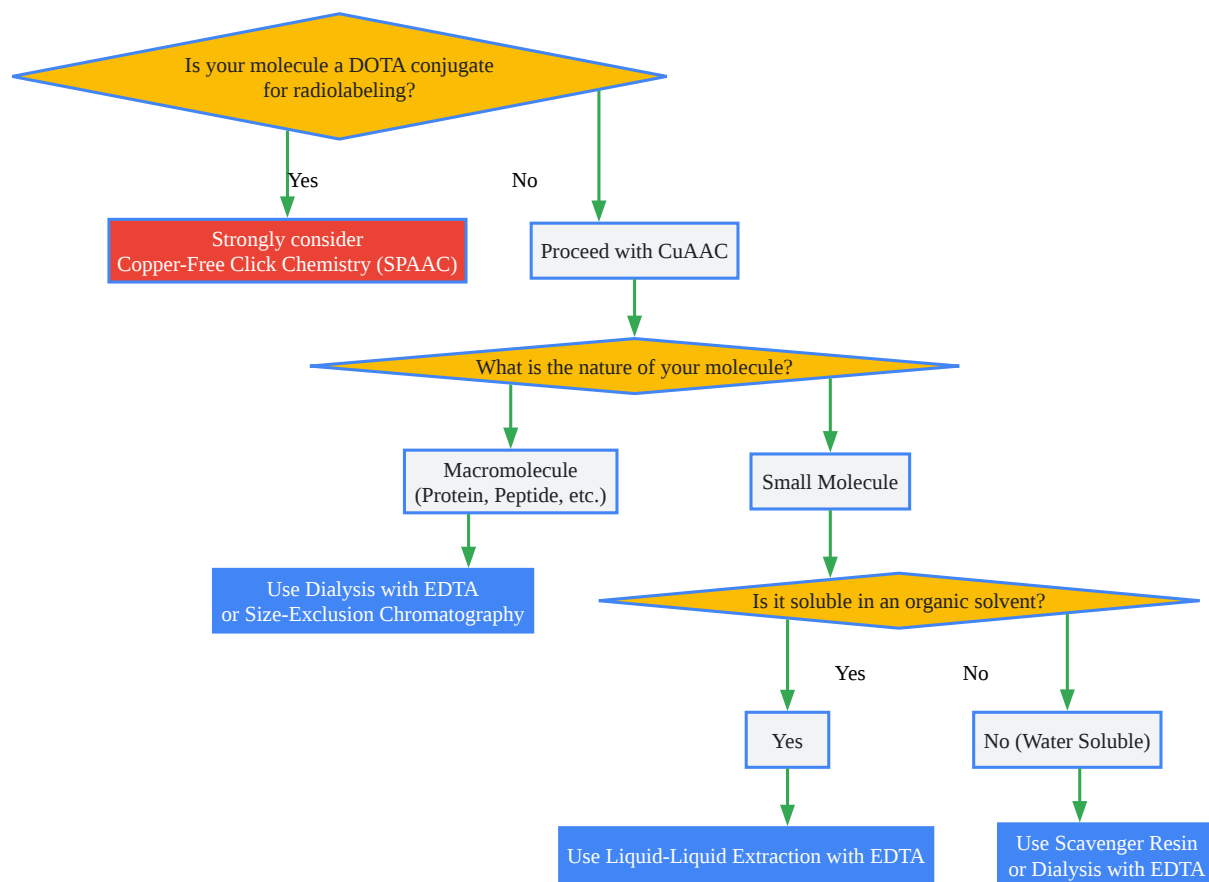 Is your molecule a DOTA conjugate
for radiolabeling?
Yes
No
Strongly consider
Copper-Free Click Chemistry (SPAAC)
Proceed with CuAAC
What is the nature of your molecule?
Macromolecule
(Protein, Peptide, etc.)
Small Molecule
Use Dialysis with EDTA
or Size-Exclusion Chromatography
Is it soluble in an organic solvent?
Yes
No
Yes
No (Water Soluble)
Use Liquid-Liquid Extraction with EDTA
Use Scavenger Resin
or Dialysis with EDTA